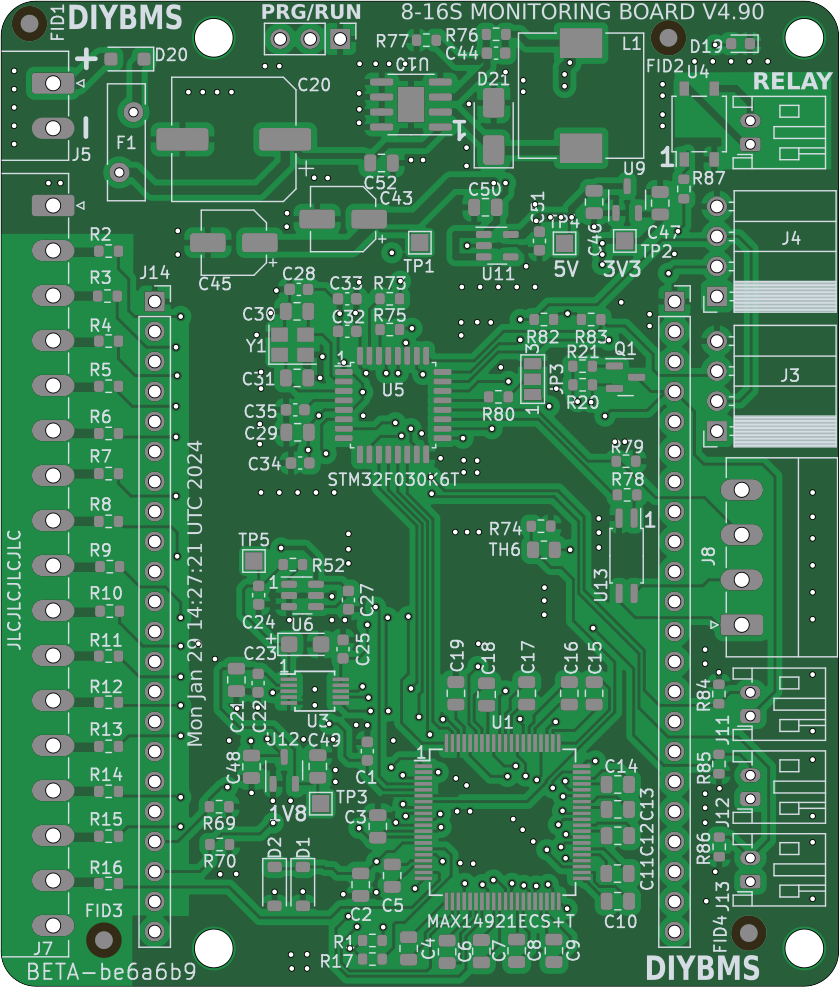 FID1
DIYBMS
PRG/RUN
8-16S MONITORING BOARD V4.90
R77
R76
C44
L1
FID2
D19
D20
U10
C20
D21
U4
RELAY
+
F1
J5
1
1
C52
C43
C50
C51
U9
R87
C45
TP1
U11
TP4
5V
C46
3V3
TP2
C47
J4
R2
R3
R4
R5
R6
R7
R8
R9
R10
R11
R12
R13
R14
R15
R16
J14
C28
C30
Y1
C31
C33
C32
R73
R75
1
U5
C35
C29
C34
STM32F030K6T
R82
R83
3
JP3
1
R80
R21
R20
Q1
J3
R79
R78
1
R74
TH6
U13
J8
Mon Jan 29 14:27:21 UTC 2024
JLCJLCJLCJLC
TP5
R52
1
C24
U6
C27
+
C23
C25
1
C21
C22
U3
C19
C18
C17
C16
C15
U1
1
C48
U12
C49
C1
1V8
TP3
C3
R69
R70
D2
D1
C2
C5
C14
C13
C12
C11
C10
MAX14921ECS+T
R1
R17
C4
C6
C7
C8
C9
R84
J11
R85
J12
R86
J13
FID3
J7
FID4
BETA-be6a6b9
DIYBMS